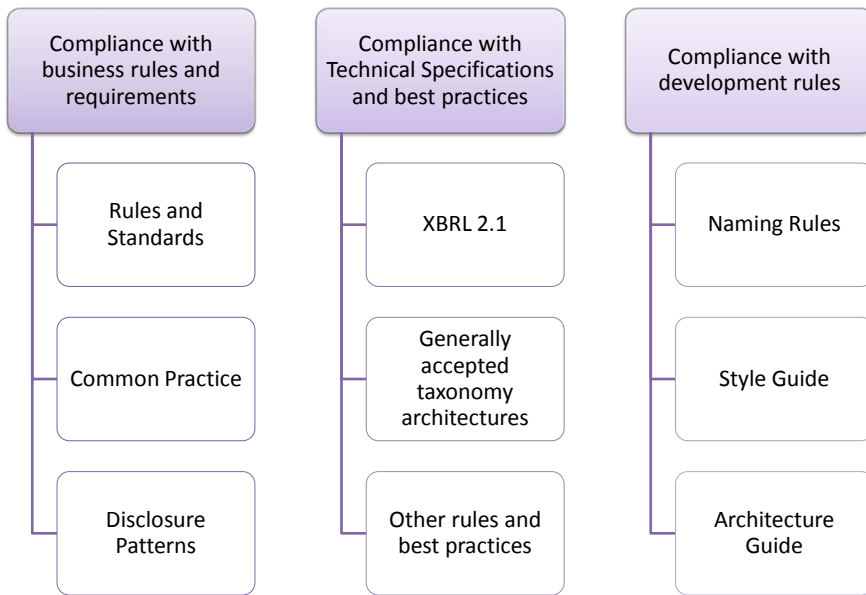 Compliance with
business rules and
requirements
Rules and
Standards
Common Practice
Disclosure
Patterns
Compliance with
Technical Specifications
and best practices
XBRL 2.1
Generally
accepted
taxonomy
architectures
Other rules and
best practices
Compliance with
development rules
Naming Rules
Style Guide
Architecture
Guide